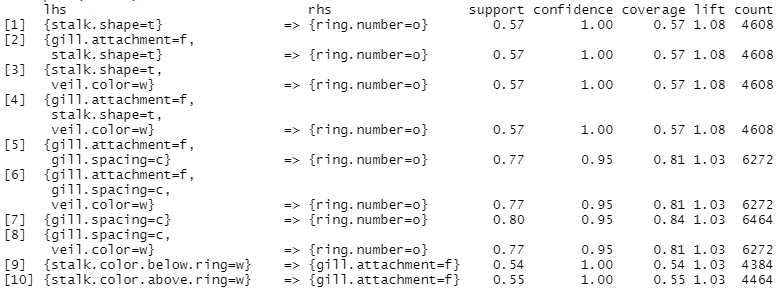 lhs                              rhs                  support confidence coverage lift count
[1]  {stalk.shape=t}               => {ring.number=o}         0.57       1.00     0.57 1.08  4608
[2]  {gill.attachment=f,
      stalk.shape=t}               => {ring.number=o}         0.57       1.00     0.57 1.08  4608
[3]  {stalk.shape=t,
      veil.color=w}                => {ring.number=o}         0.57       1.00     0.57 1.08  4608
[4]  {gill.attachment=f,
      stalk.shape=t,
      veil.color=w}                => {ring.number=o}         0.57       1.00     0.57 1.08  4608
[5]  {gill.attachment=f,
      gill.spacing=c}              => {ring.number=o}         0.77       0.95     0.81 1.03  6272
[6]  {gill.attachment=f,
      gill.spacing=c,
      veil.color=w}                => {ring.number=o}         0.77       0.95     0.81 1.03  6272
[7]  {gill.spacing=c}              => {ring.number=o}         0.80       0.95     0.84 1.03  6464
[8]  {gill.spacing=c,
      veil.color=w}                => {ring.number=o}         0.77       0.95     0.81 1.03  6272
[9]  {stalk.color.below.ring=w}    => {gill.attachment=f}     0.54       1.00     0.54 1.03  4384
[10] {stalk.color.above.ring=w}    => {gill.attachment=f}     0.55       1.00     0.55 1.03  4464